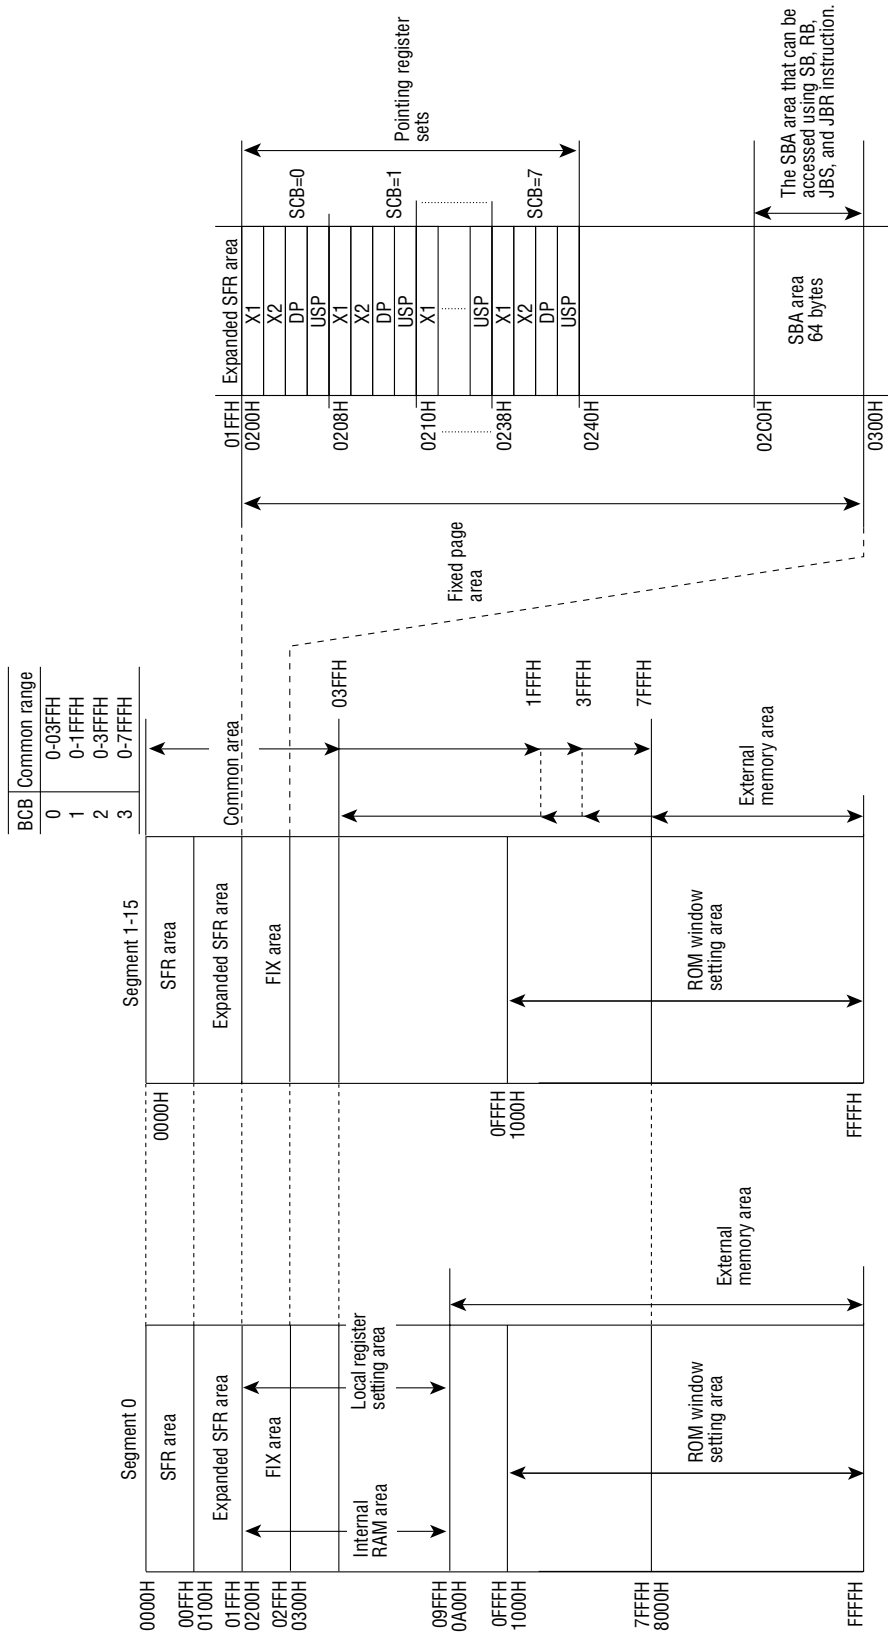 Segment 0
0000H
SFR area
00FFH
0100H
Expanded SFR area
01FFH
0200H
FIX area
02FFH
0300H
Internal
RAM area
Local register
setting area
09FFH
0A00H
0FFFH
1000H
ROM window
setting area
7FFFH
8000H
FFFFH
External
memory area
Segment 1-15
0000H
SFR area
Expanded SFR area
FIX area
0FFFH
1000H
ROM window
setting area
FFFFH
BCB Common range
0 0-03FFH
1 0-1FFFH
2 0-3FFFH
3 0-7FFFH
Common area
03FFH
1FFFH
3FFFH
7FFFH
External
memory area
Fixed page
area
01FFH
Expanded SFR area
0200H
X1
X2
DP
USP
SCB=0
0208H
X1
X2
DP
USP
SCB=1
0210H
X1
USP
0238H
X1
X2
DP
USP
SCB=7
0240H
Pointing register
sets
02C0H
SBA area
64 bytes
0300H
The SBA area that can be
accessed using SB, RB,
JBS, and JBR instruction.